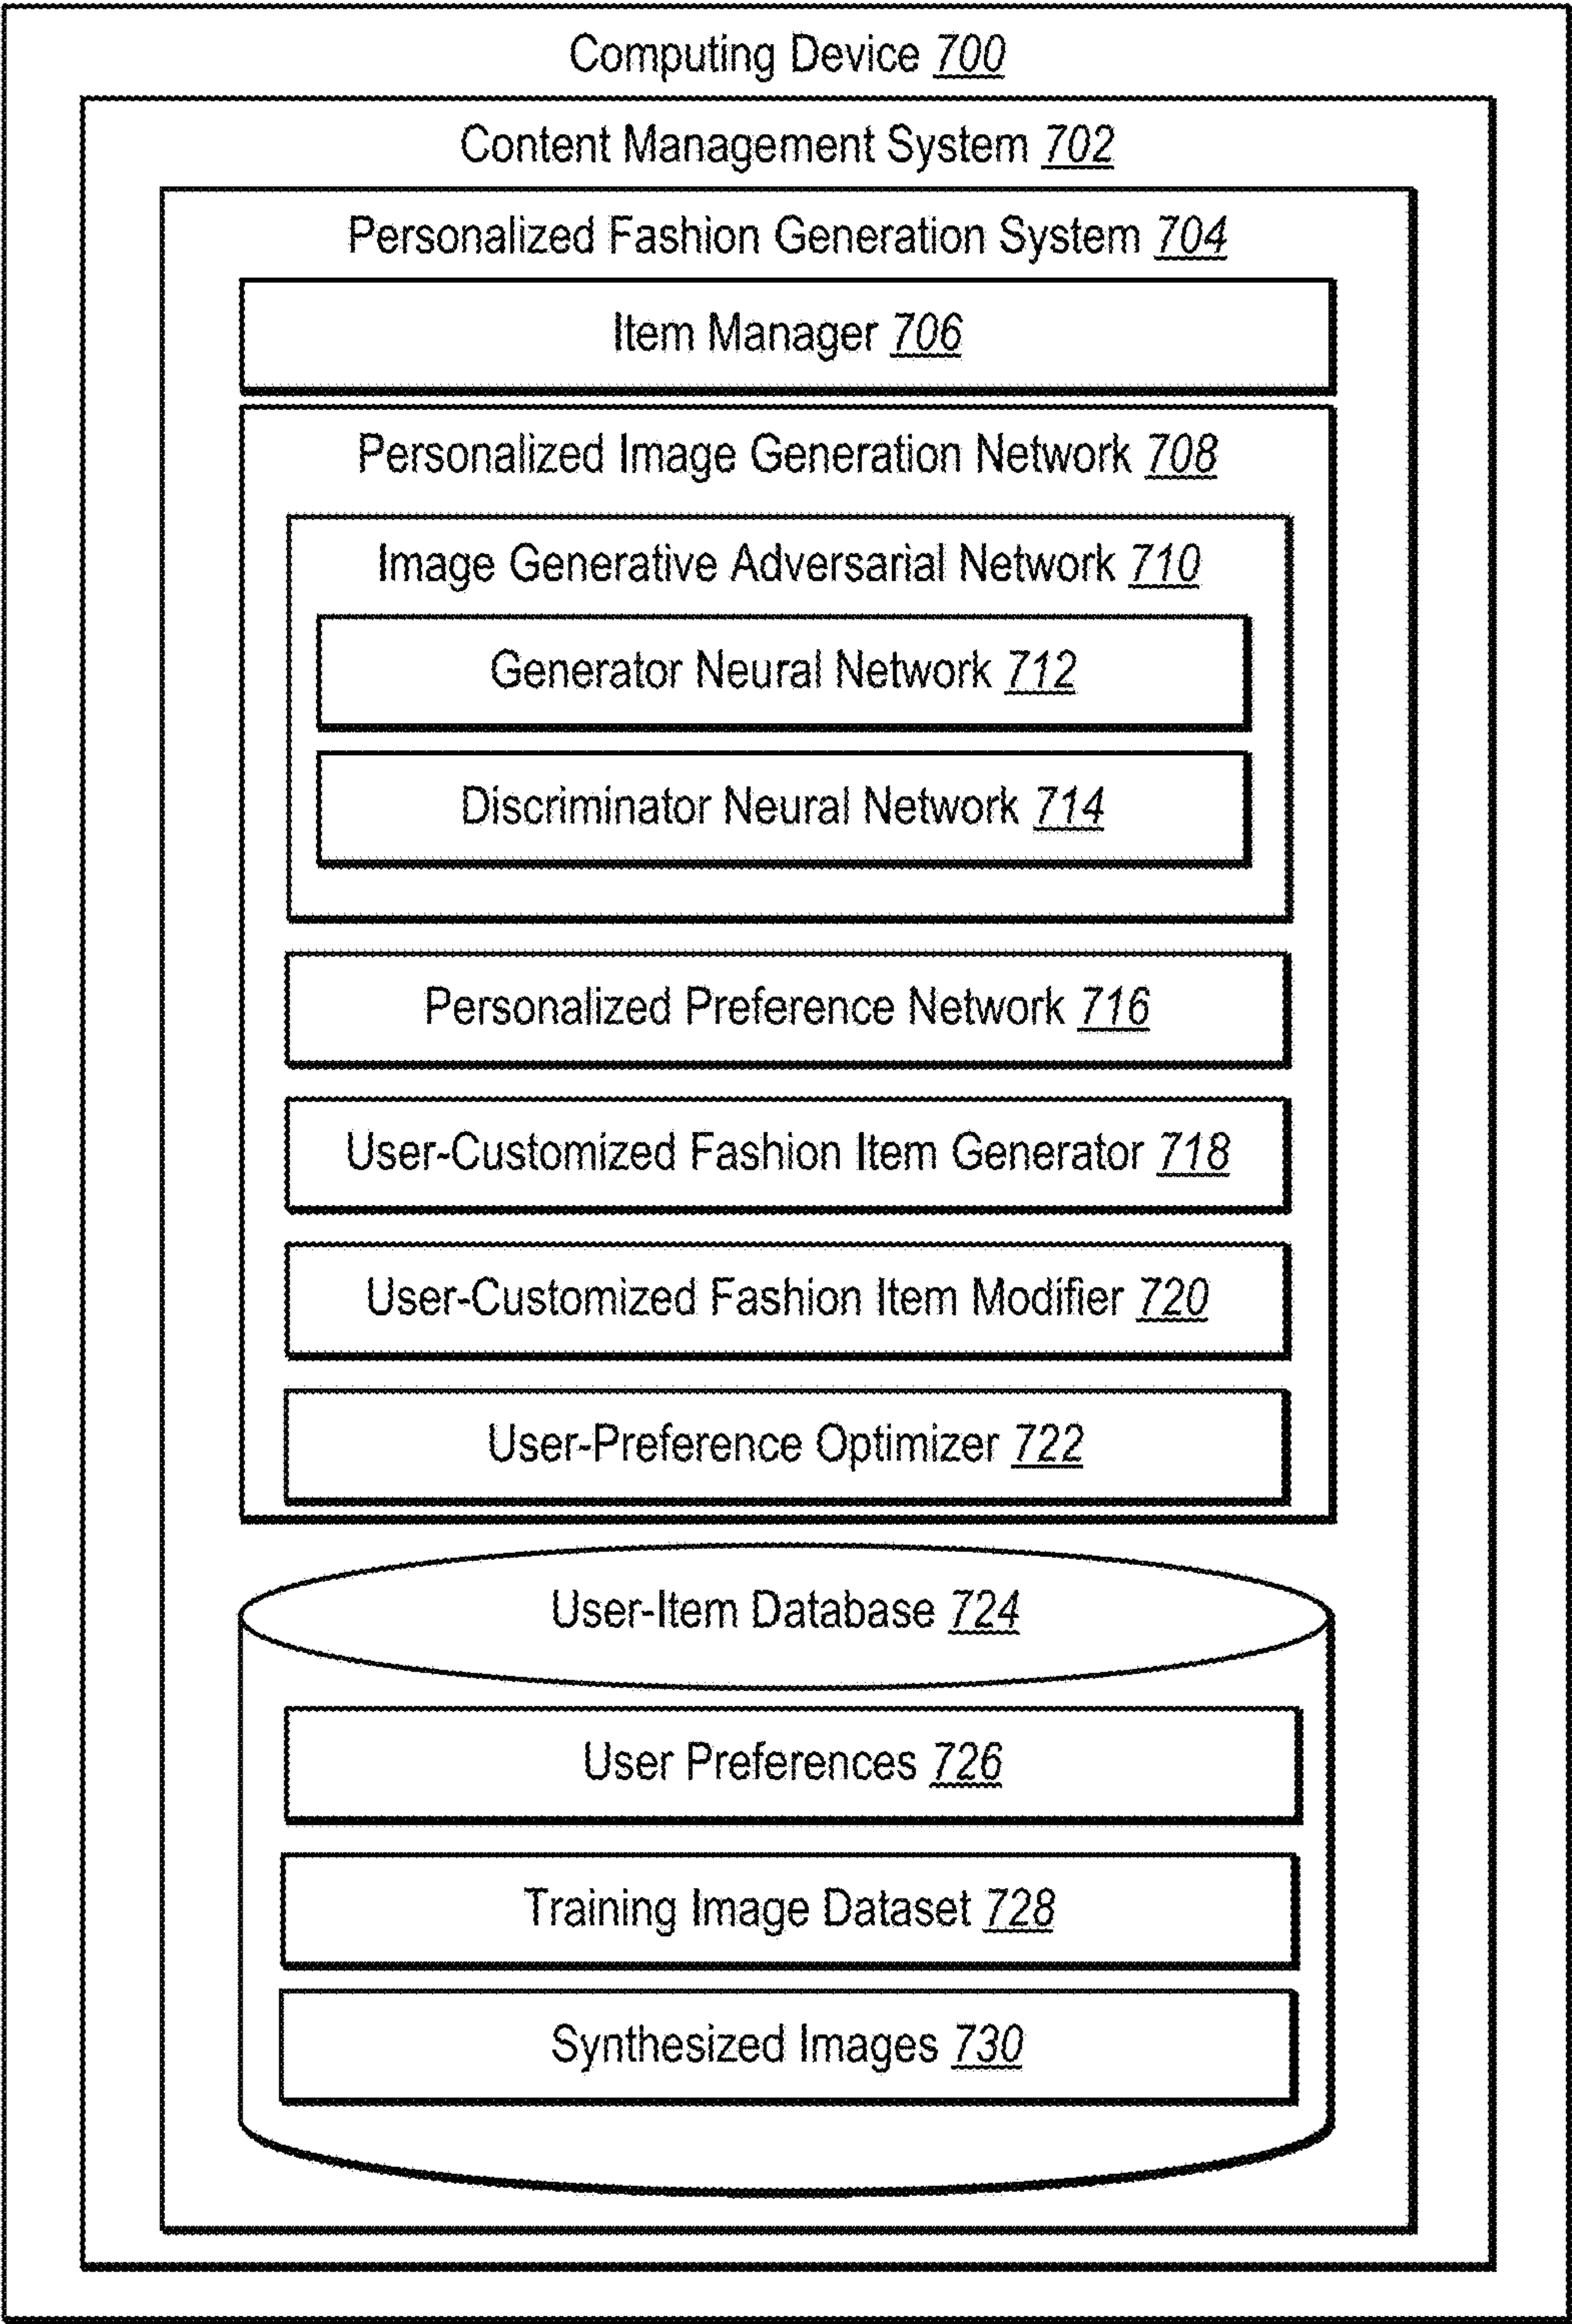 Computing Device 700
Content Management System 702
Personalized Fashion Generation System 704
Item Manager 706
Personalized Image Generation Network 708
Image Generative Adversarial Network 710
Generator Neural Network 712
Discriminator Neural Network 714
Personalized Preference Network 716
User-Customized Fashion Item Generator 718
User-Customized Fashion Item Modifier 720
User-Preference Optimizer 722
User-Item Database 724
User Preferences 726
Training Image Dataset 728
Synthesized Images 730